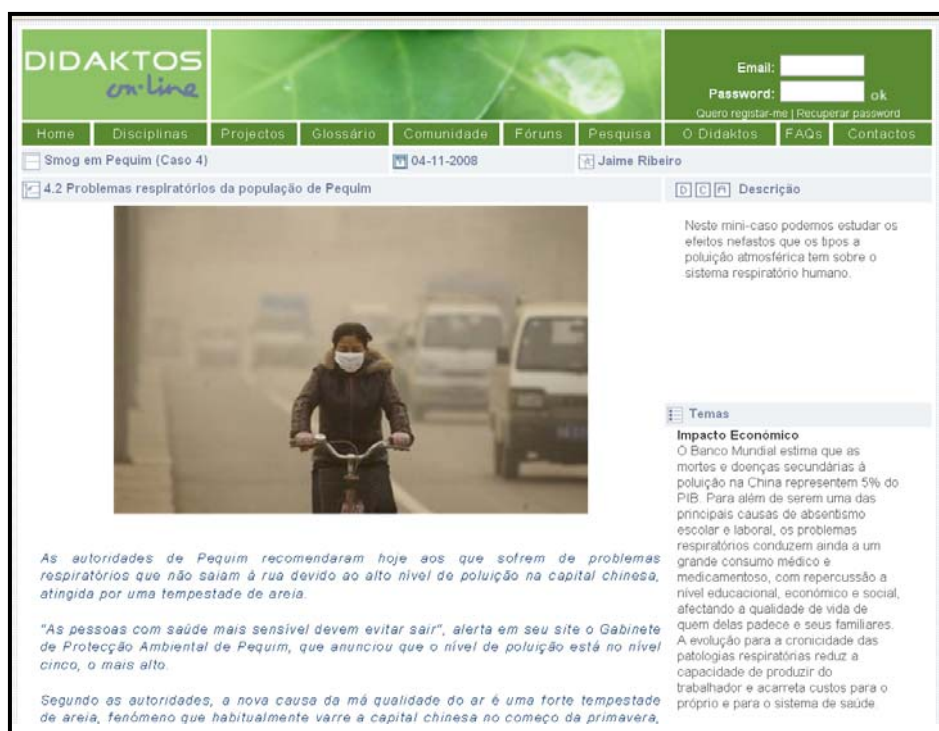 DIDAKTOS
on·line
Email:
Password:
ok
Quero registar-me | Recuperar password
Home Disciplinas Projectos Glossário Comunidade Fóruns Pesquisa O Didaktos FAQs Contactos
Smog em Pequim (Caso 4) 04-11-2008 Jaime Ribeiro
4.2 Problemas respiratórios da população de Pequim
As autoridades de Pequim recomendaram hoje aos que sofrem de problemas
respiratórios que não saiam á rua devido ao alto nível de poluição na capital chinesa,
atingida por uma tempestade de areia.
"As pessoas com saúde mais sensível devem evitar sair", alerta em seu site o Gabinete
de Protecção Ambiental de Pequim, que anunciou que o nível de poluição está no nível
cinco, o mais alto.
Segundo as autoridades, a nova causa da má qualidade do ar é uma forte tempestade
de areia, fenómeno que habitualmente varre a capital chinesa no começo da primavera,
D C A Descrição
Neste mini-caso podemos estudar os
efeitos nefastos que os tipos a
poluição atmosférica tem sobre o
sistema respiratório humano.
Temas
Impacto Económico
O Banco Mundial estima que as
mortes e doenças secundárias á
poluição na China representem 5% do
PIB. Para além de serem uma das
principais causas de absentismo
escolar e laboral, os problemas
respiratórios conduzem ainda a um
grande consumo médico e
medicamentoso, com repercussão a
nível educacional, económico e social,
afectando a qualidade de vida de
quem delas padece e seus familiares.
A evolução para a cronicidade das
patologias respiratórias reduz a
capacidade de produzir do
trabalhador e acarreta custos para o
próprio e para o sistema de saúde.